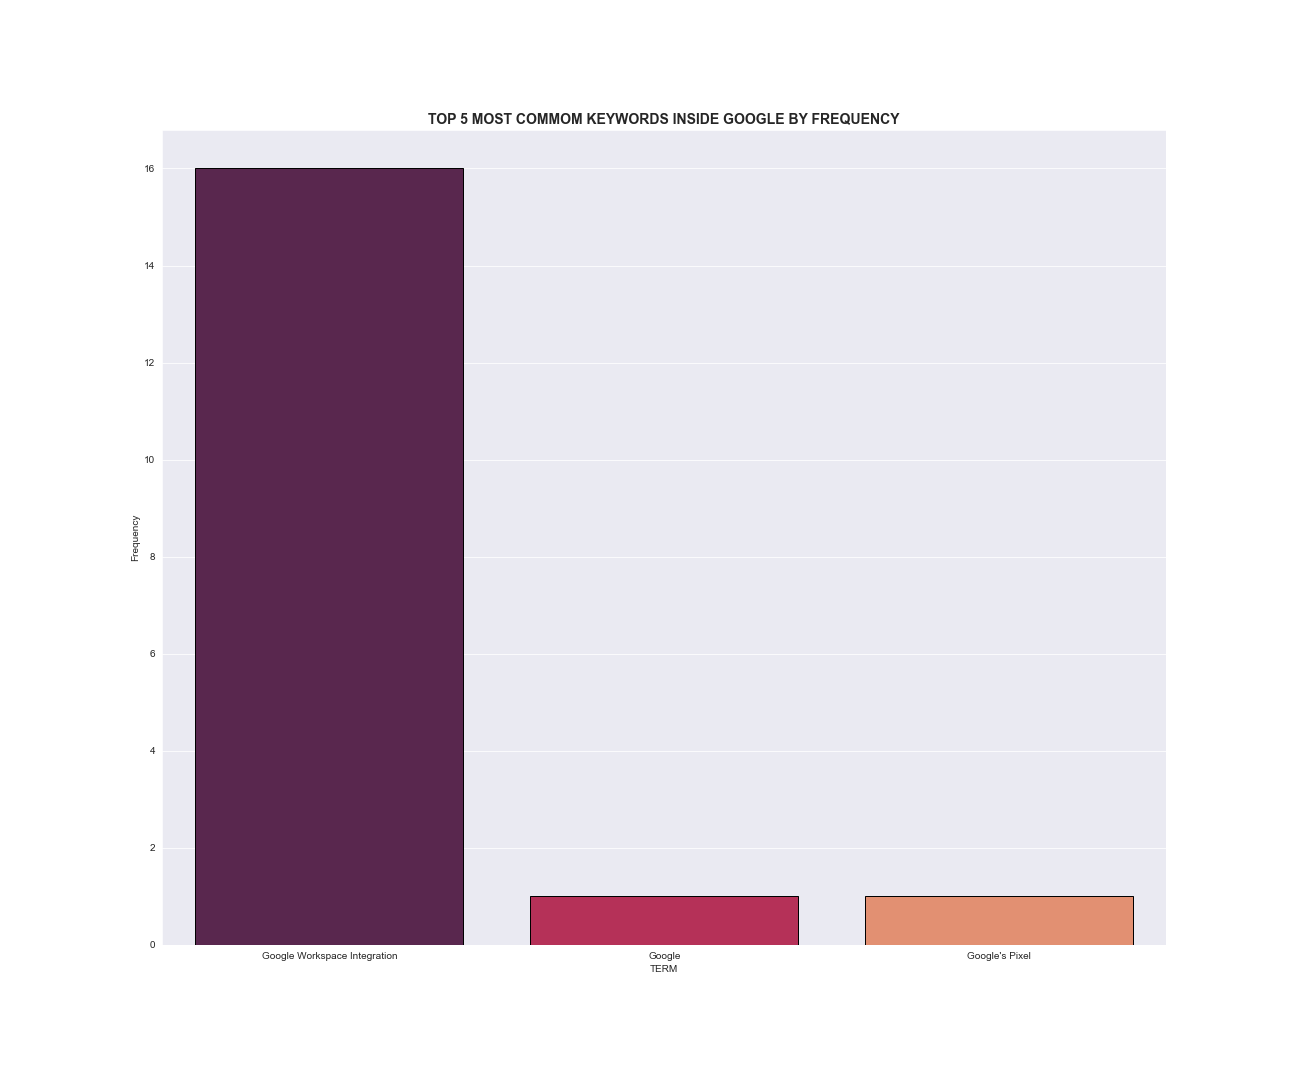 TOP 5 MOST COMMOM KEYWORDS INSIDE GOOGLE BY FREQUENCY
16
14
12
10
8
6
4
2
0
Frequency
Google Workspace Integration
Google
Google's Pixel
TERM